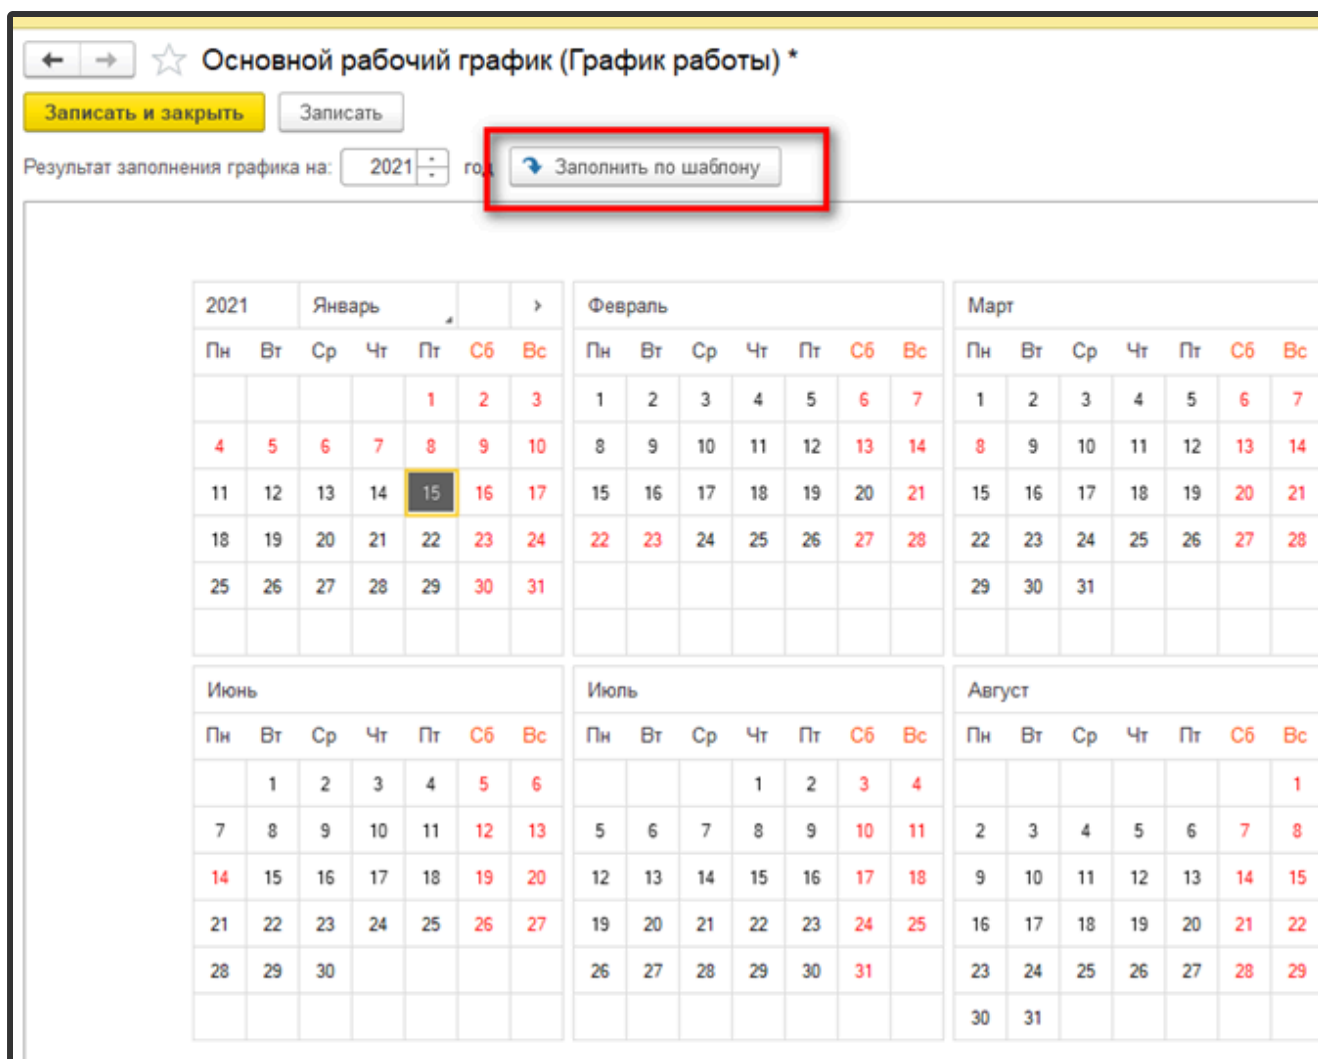 Основной рабочий график (График работы) *
Записать и закрыть Записать
Результат заполнения графика на: 2021 год Заполнить по шаблону
2021 Январь > Февраль Март
Пн Вт Ср Чт Пт Сб Вс Пн Вт Ср Чт Пт Сб Вс Пн Вт Ср Чт Пт Сб Вс
1 2 3 1 2 3 4 5 6 7 1 2 3 4 5 6 7
4 5 6 7 8 9 10 8 9 10 11 12 13 14 8 9 10 11 12 13 14
11 12 13 14 15 16 17 15 16 17 18 19 20 21 15 16 17 18 19 20 21
18 19 20 21 22 23 24 22 23 24 25 26 27 28 22 23 24 25 26 27 28
25 26 27 28 29 30 31 29 30 31
Июнь Июль Август
Пн Вт Ср Чт Пт Сб Вс Пн Вт Ср Чт Пт Сб Вс Пн Вт Ср Чт Пт Сб Вс
1 2 3 4 5 6 1 2 3 4 1
7 8 9 10 11 12 13 5 6 7 8 9 10 11 2 3 4 5 6 7 8
14 15 16 17 18 19 20 12 13 14 15 16 17 18 9 10 11 12 13 14 15
21 22 23 24 25 26 27 19 20 21 22 23 24 25 16 17 18 19 20 21 22
28 29 30 26 27 28 29 30 31 23 24 25 26 27 28 29
30 31